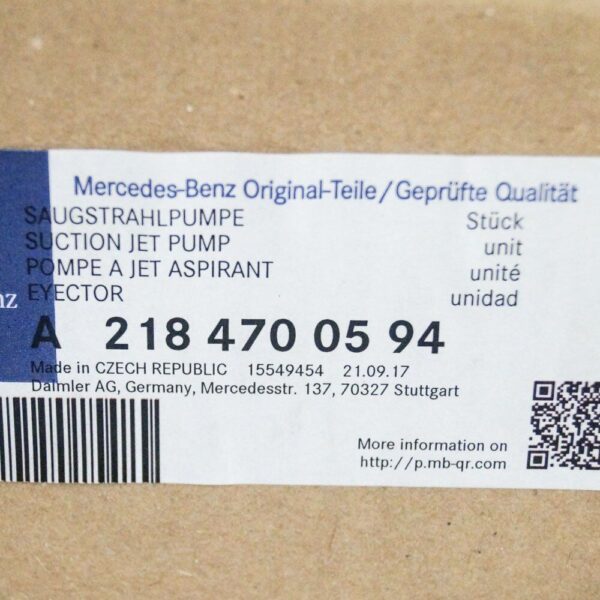 Mercedes-Benz Original-Teile/Geprüfte Qualität
SAUGSTRAHLPUMPE Stück
SUCTION JET PUMP unit
POMPE A JET ASPIRANT unité
EYECTOR unidad
nz
A 218 470 05 94
Made in CZECH REPUBLIC 15549454 21.09.17
Daimler AG, Germany, Mercedesstr. 137, 70327 Stuttgart
More information on
http://p.mb-qr.com